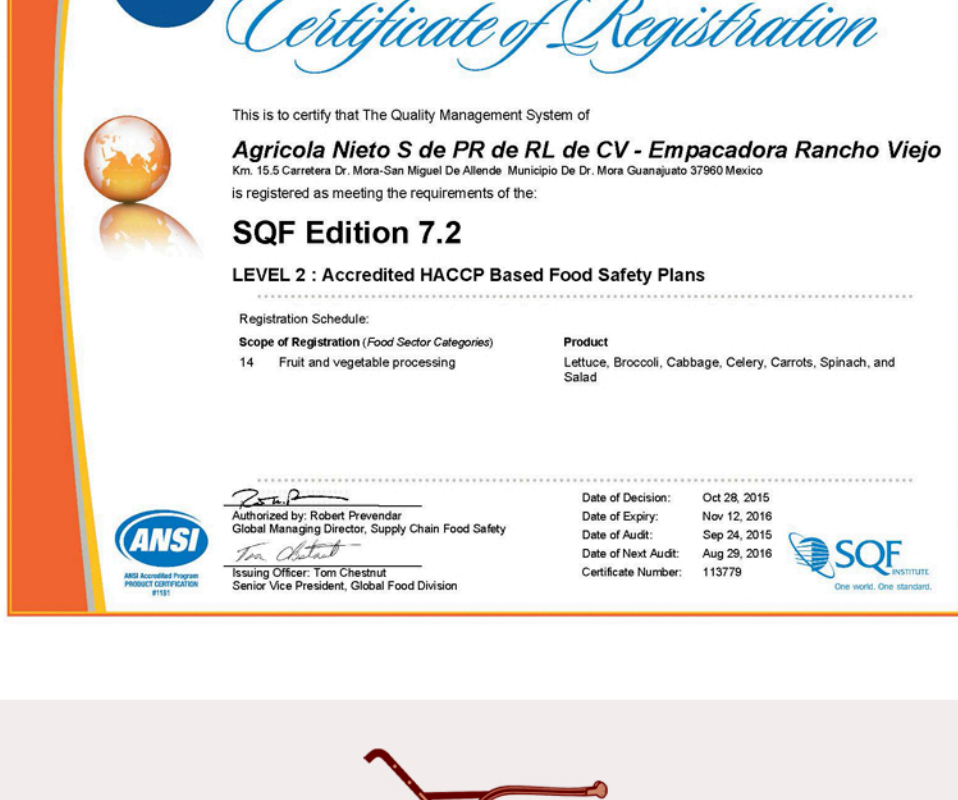 Certificate of Registration
This is to certify that The Quality Management System of
Agricola Nieto S de PR de RL de CV - Empacadora Rancho Viejo
Km. 15.5 Carretera Dr. Mora-San Miguel De Allende Municipio De Dr. Mora Guanajuato 37960 Mexico
is registered as meeting the requirements of the:
SQF Edition 7.2
LEVEL 2 : Accredited HACCP Based Food Safety Plans
Registration Schedule:
Scope of Registration (Food Sector Categories) Product
14 Fruit and vegetable processing Lettuce, Broccoli, Cabbage, Celery, Carrots, Spinach, and
Salad
Authorized by: Robert Prevendar
Global Managing Director, Supply Chain Food Safety
Issuing Officer: Tom Chestnut
Senior Vice President, Global Food Division
Date of Decision: Oct 28, 2015
Date of Expiry: Nov 12, 2016
Date of Audit: Sep 24, 2015
Date of Next Audit: Aug 29, 2016
Certificate Number: 113779
ANSI
ANSI Accredited Program
PRODUCT CERTIFICATION
#1181
SQF
INSTITUTE
One world. One standard.